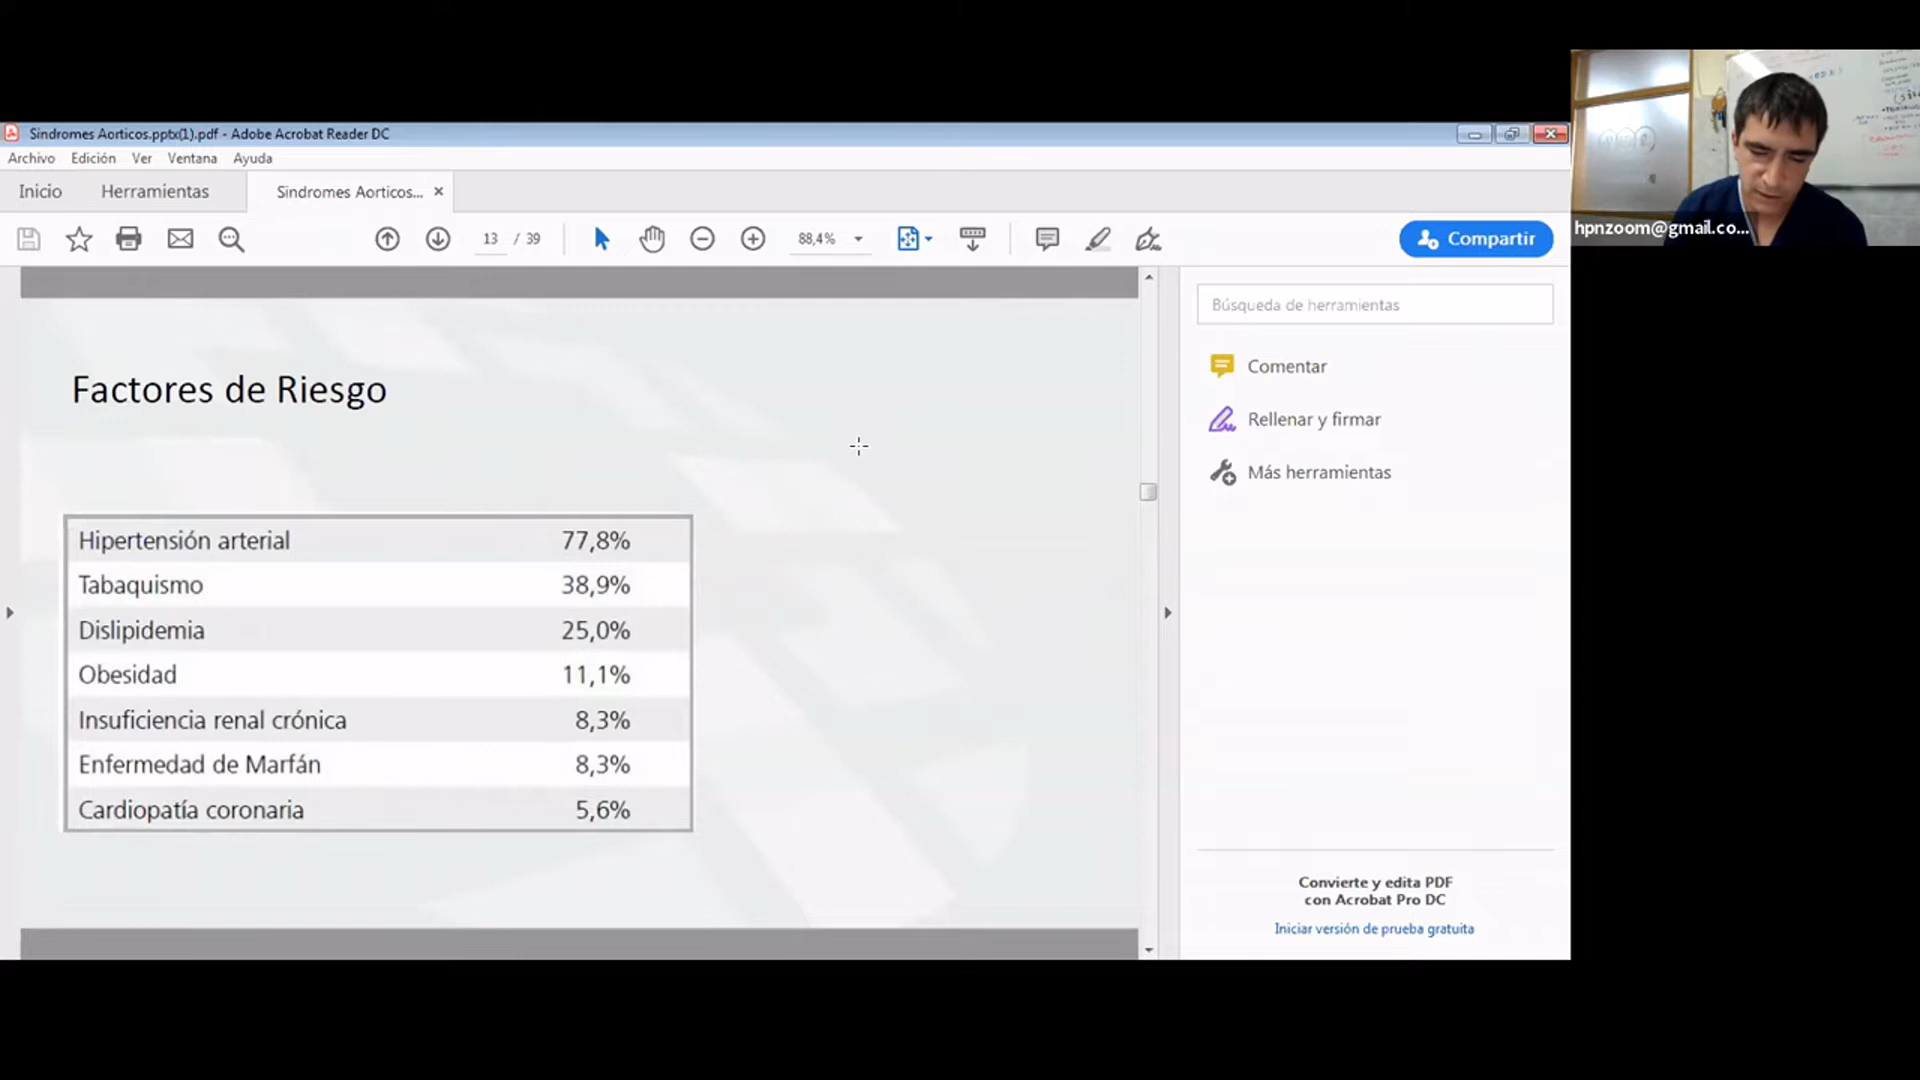 Sindromes Aorticos.pptx(1).pdf - Adobe Acrobat Reader DC
Archivo Edición Ver Ventana Ayuda
Inicio Herramientas Sindromes Aorticos... ×
13 / 39 88,4% Compartir
hpnzoom@gmail.co...
Búsqueda de herramientas
Comentar
Rellenar y firmar
Más herramientas
Factores de Riesgo
Hipertensión arterial 77,8%
Tabaquismo 38,9%
Dislipidemia 25,0%
Obesidad 11,1%
Insuficiencia renal crónica 8,3%
Enfermedad de Marfán 8,3%
Cardiopatía coronaria 5,6%
Convierte y edita PDF
con Acrobat Pro DC
Iniciar versión de prueba gratuita